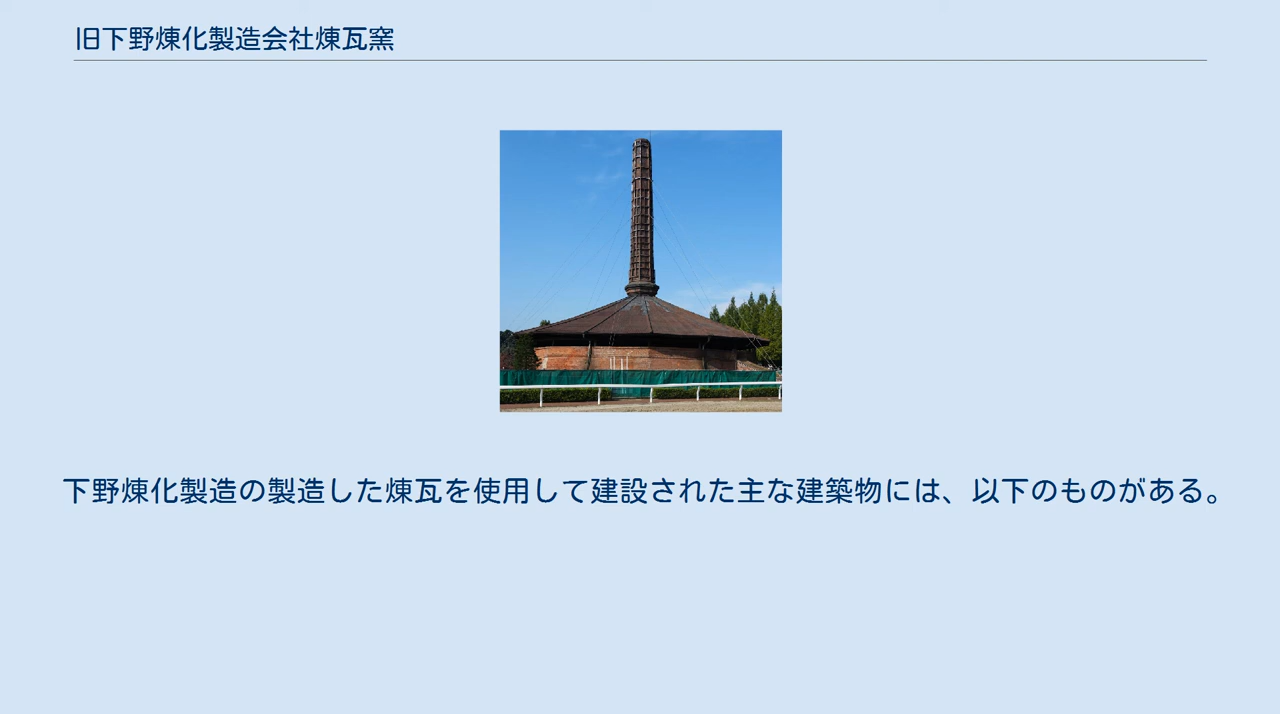 旧下野煉化製造会社煉瓦窯
下野煉化製造の製造した煉瓦を使用して建設された主な建築物には、以下のものがある。